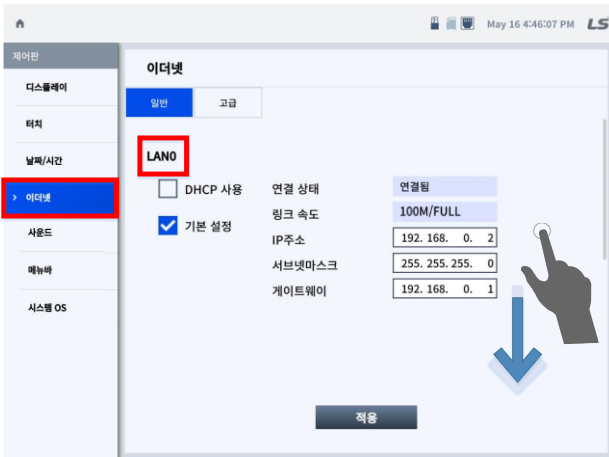 May 16 4:46:07 PM LS
제어판
디스플레이
터치
날짜/시간
이더넷
사운드
메뉴바
시스템 OS
이더넷
일반 고급
LAN0
DHCP 사용
기본 설정
연결 상태 연결됨
링크 속도 100M/FULL
IP주소 192. 168. 0. 2
서브넷마스크 255. 255. 255. 0
게이트웨이 192. 168. 0. 1
적용